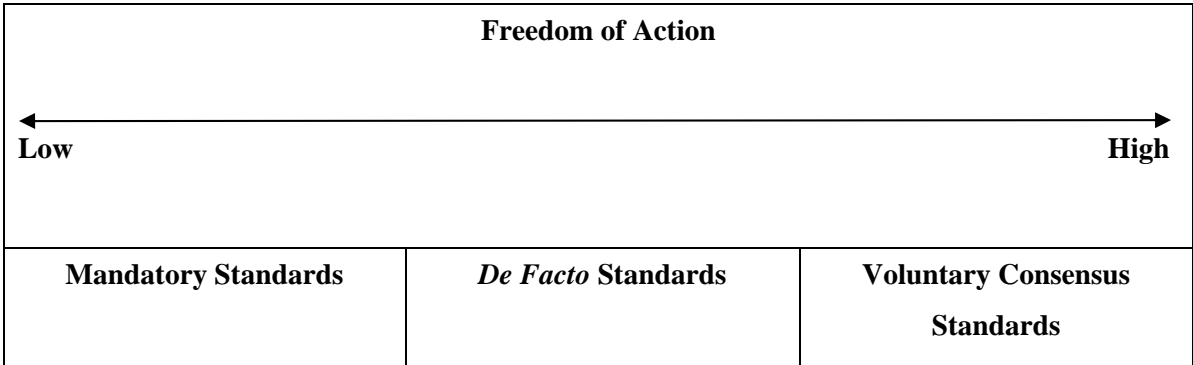 Freedom of Action
Low High
Mandatory Standards De Facto Standards Voluntary Consensus
Standards